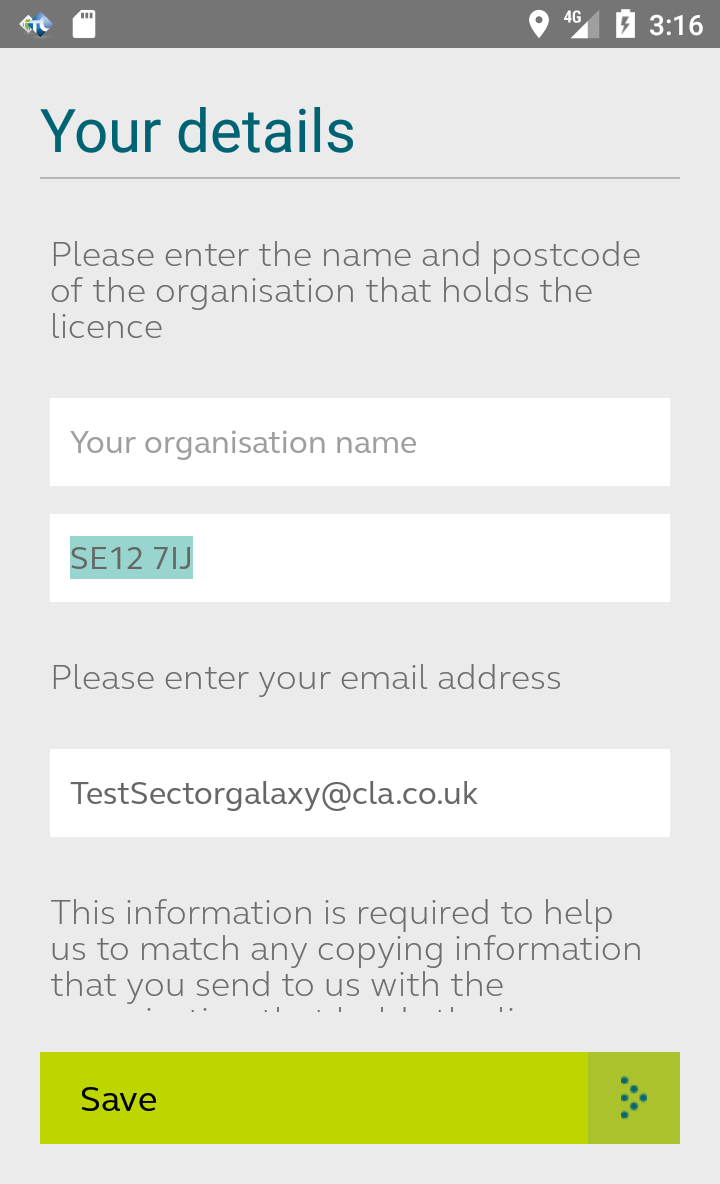 4G 3:16
Your details
Please enter the name and postcode
of the organisation that holds the
licence
Your organisation name
SE12 7IJ
Please enter your email address
TestSectorgalaxy@cla.co.uk
This information is required to help
us to match any copying information
that you send to us with the
Save